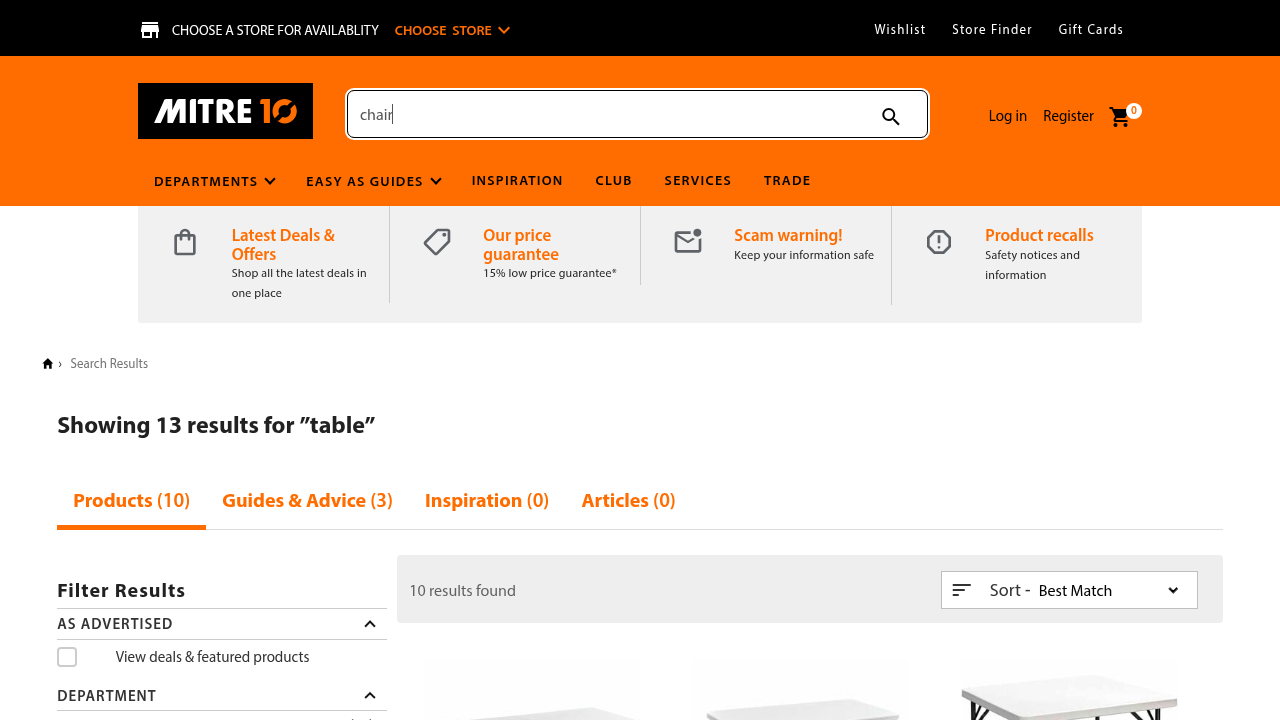 CHOOSE A STORE FOR AVAILABLITY CHOOSE STORE Wishlist Store Finder Gift Cards
MITRE 10 chair Log in Register 0
DEPARTMENTS EASY AS GUIDES INSPIRATION CLUB SERVICES TRADE
Latest Deals &
Offers
Shop all the latest deals in
one place
Our price
guarantee
15% low price guarantee*
Scam warning!
Keep your information safe
Product recalls
Safety notices and
information
› Search Results
Showing 13 results for ”table”
Products (10) Guides & Advice (3) Inspiration (0) Articles (0)
Filter Results
AS ADVERTISED
View deals & featured products
DEPARTMENT
10 results found Sort - Best Match